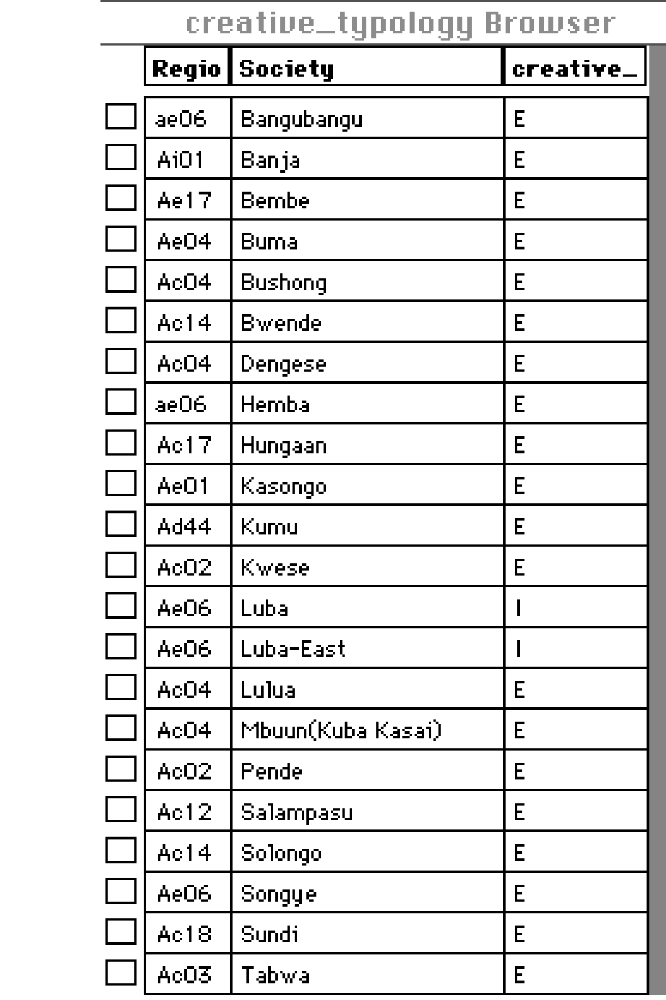 creative_typology Browser
Regio Society creative_
ae06 Bangubangu E
Ai01 Banja E
Ae17 Bembe E
Ae04 Buma E
Ac04 Bushong E
Ac14 Bwende E
Ac04 Dengese E
ae06 Hemba E
Ac17 Hungaan E
Ae01 Kasongo E
Ad44 Kumu E
Ac02 Kwese E
Ae06 Luba I
Ae06 Luba-East I
Ac04 Lulua E
Ac04 Mbuun(Kuba Kasai) E
Ac02 Pende E
Ac12 Salampasu E
Ac14 Solongo E
Ae06 Songye E
Ac18 Sundi E
Ac03 Tabwa E